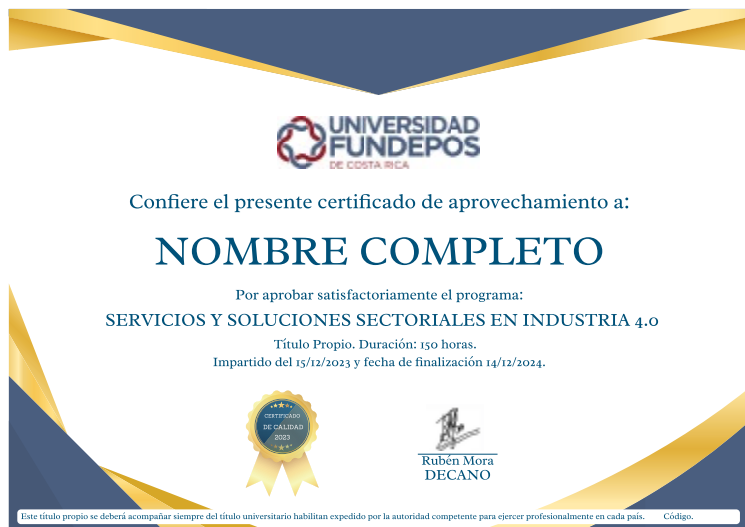 UNIVERSIDAD
FUNDEPOS
DE COSTA RICA
Confiere el presente certificado de aprovechamiento a:
NOMBRE COMPLETO
Por aprobar satisfactoriamente el programa:
SERVICIOS Y SOLUCIONES SECTORIALES EN INDUSTRIA 4.0
Título Propio. Duración: 150 horas.
Impartido del 15/12/2023 y fecha de finalización 14/12/2024.
CERTIFICADO
DE CALIDAD
2023
Rubén Mora
DECANO
Este título propio se deberá acompañar siempre del título universitario habilitan expedido por la autoridad competente para ejercer profesionalmente en cada país. Código.